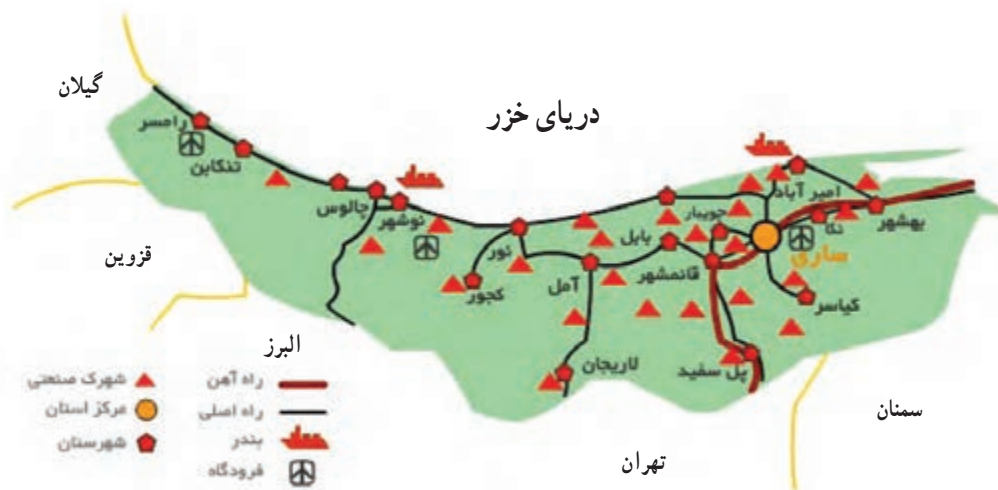 گیلان
دریای خزر
رامسر
تنکابن
چالوس
نوشهر
قزوین
نور
کجور
آمل
بابل
جویبار
قائمشهر
امیر آباد
نکا
بهشهر
ساری
کیاسر
لاریجان
پل سفید
البرز
سمنان
تهران
راه آهن
راه اصلی
بندر
فرودگاه
شهرک صنعتی
مرکز استان
شهرستان